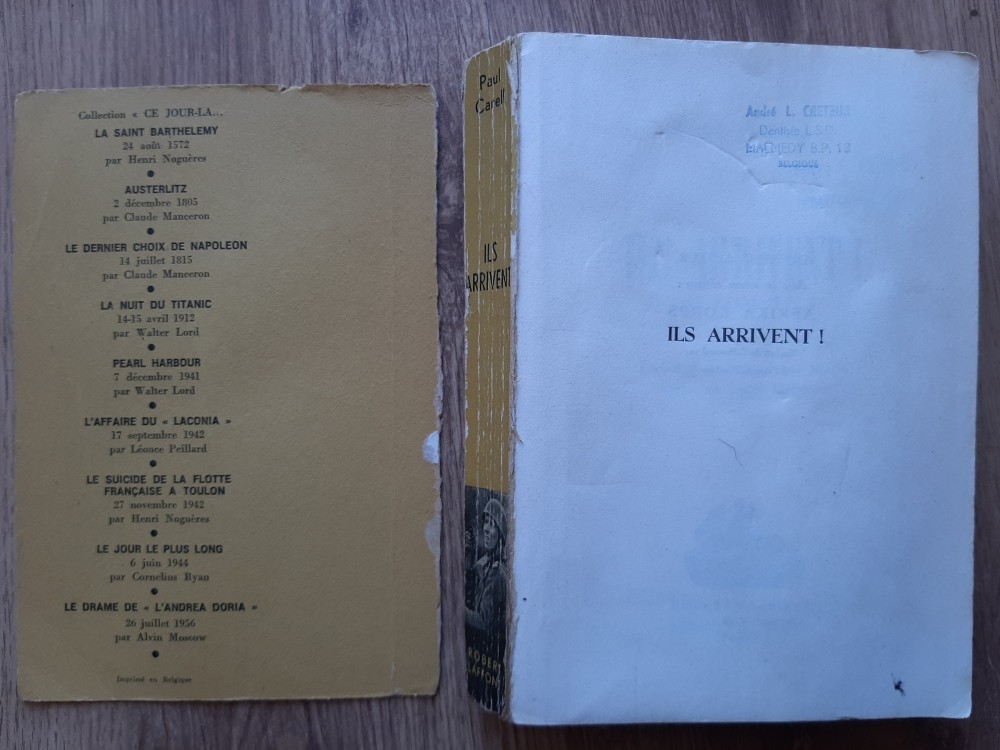 Collection « CE JOUR-LA...
LA SAINT BARTHELEMY
24 août 1572
par Henri Noguères
AUSTERLITZ
2 décembre 1805
par Claude Manceron
LE DERNIER CHOIX DE NAPOLEON
14 juillet 1815
par Claude Manceron
LA NUIT DU TITANIC
14-15 avril 1912
par Walter Lord
PEARL HARBOUR
7 décembre 1941
par Walter Lord
L'AFFAIRE DU « LACONIA »
17 septembre 1942
par Léonce Peillard
LE SUICIDE DE LA FLOTTE
FRANÇAISE A TOULON
27 novembre 1942
par Henri Noguères
LE JOUR LE PLUS LONG
6 juin 1944
par Cornelius Ryan
LE DRAME DE « L'ANDREA DORIA »
26 juillet 1956
par Alvin Moscow
Imprimé en Belgique
Paul
Carell
ILS
ARRIVENT
ROBERT
LAFFONT
André L.
Dentiste L.S.D.
MALMEDY B.P. 12
BELGIQUE
ILS ARRIVENT !